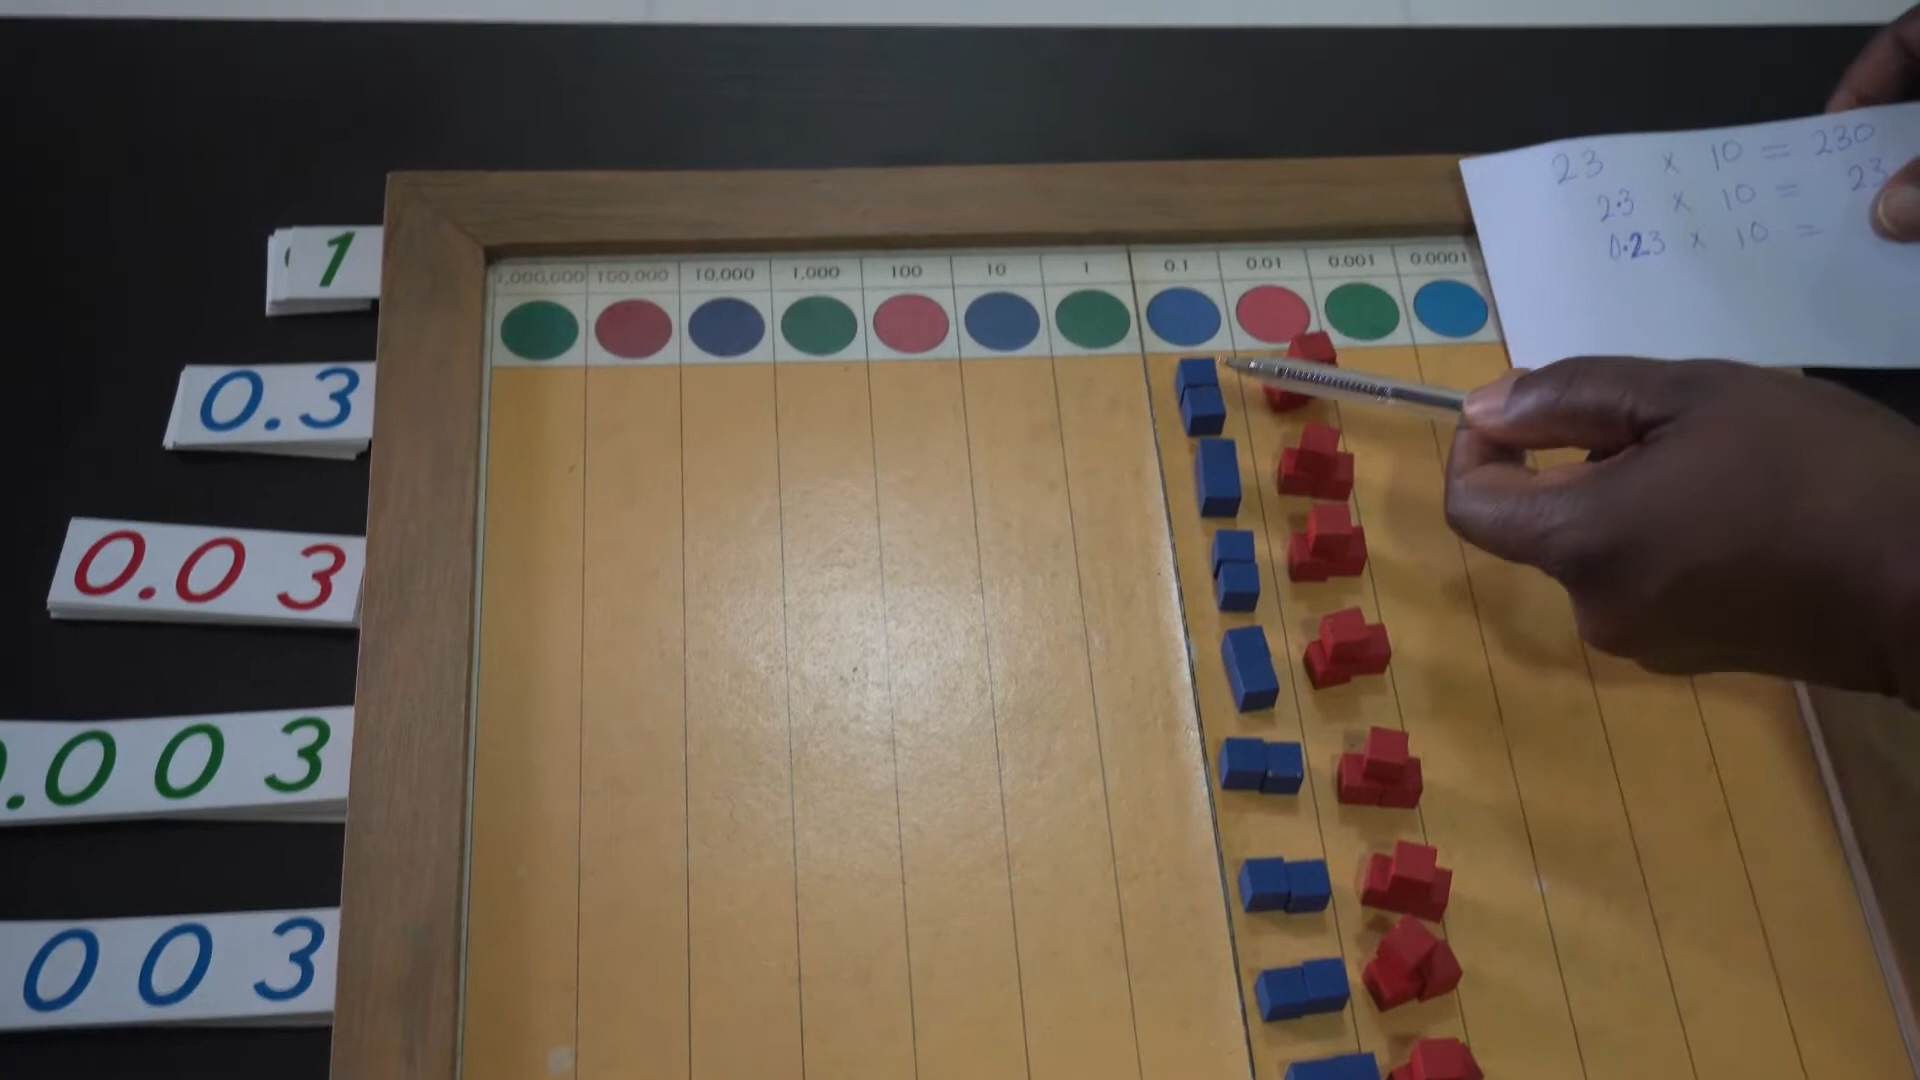 23 x 10 = 230
2.3 x 10 = 23
0.23 x 10 =
1,000,000 100,000 10,000 1,000 100 10 1 0.1 0.01 0.001 0.0001
1
0.3
0.03
.003
003